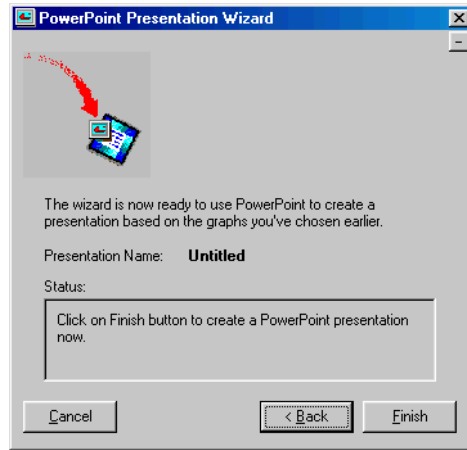 PowerPoint Presentation Wizard
The wizard is now ready to use PowerPoint to create a
presentation based on the graphs you've chosen earlier.
Presentation Name: Untitled
Status:
Click on Finish button to create a PowerPoint presentation
now.
Cancel < Back Finish